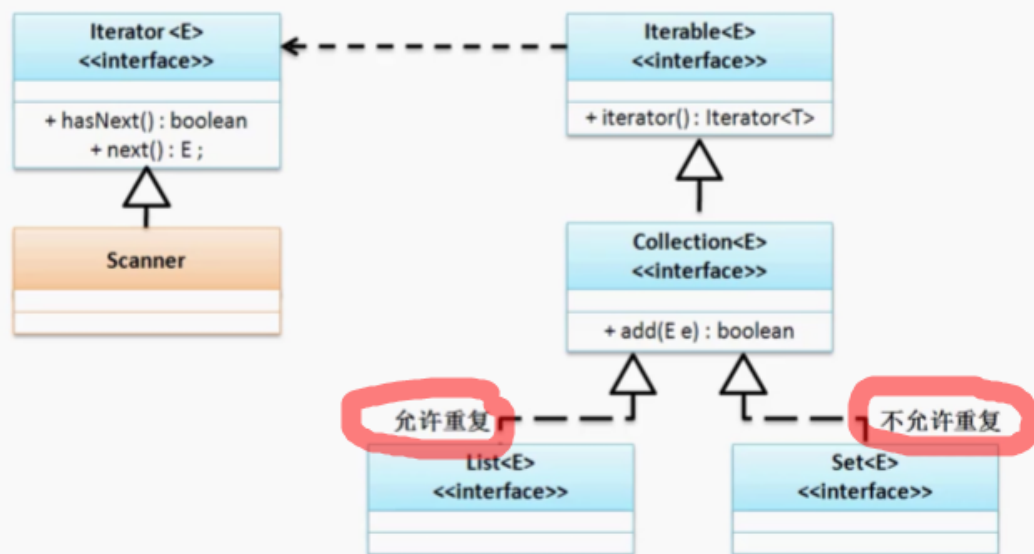 Iterator <E>
<<interface>>
+ hasNext() : boolean
+ next() : E ;
Scanner
Iterable<E>
<<interface>>
+ iterator() : Iterator<T>
Collection<E>
<<interface>>
+ add(E e) : boolean
允许重复
List<E>
<<interface>>
不允许重复
Set<E>
<<interface>>